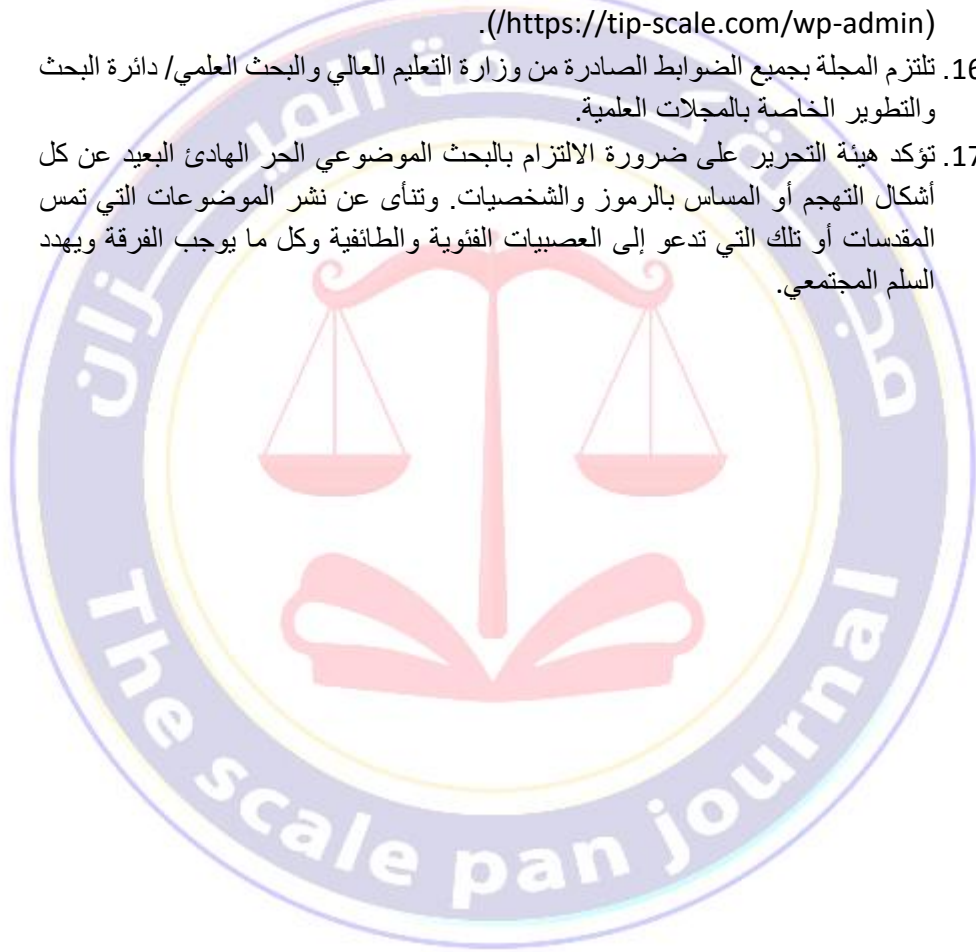 (https://tip-scale.com/wp-admin/).
16. تلتزم المجلة بجميع الضوابط الصادرة من وزارة التعليم العالي والبحث العلمي/ دائرة البحث
والتطوير الخاصة بالمجلات العلمية.
17. تؤكد هيئة التحرير على ضرورة الالتزام بالبحث الموضوعي الحر الهادئ البعيد عن كل
أشكال التهجم أو المساس بالرموز والشخصيات. وتنأى عن نشر الموضوعات التي تمس
المقدسات أو تلك التي تدعو إلى العصبيات الفئوية والطائفية وكل ما يوجب الفرقة ويهدد
السلم المجتمعي.
مجلة كفة الميــزان
The scale pan journal